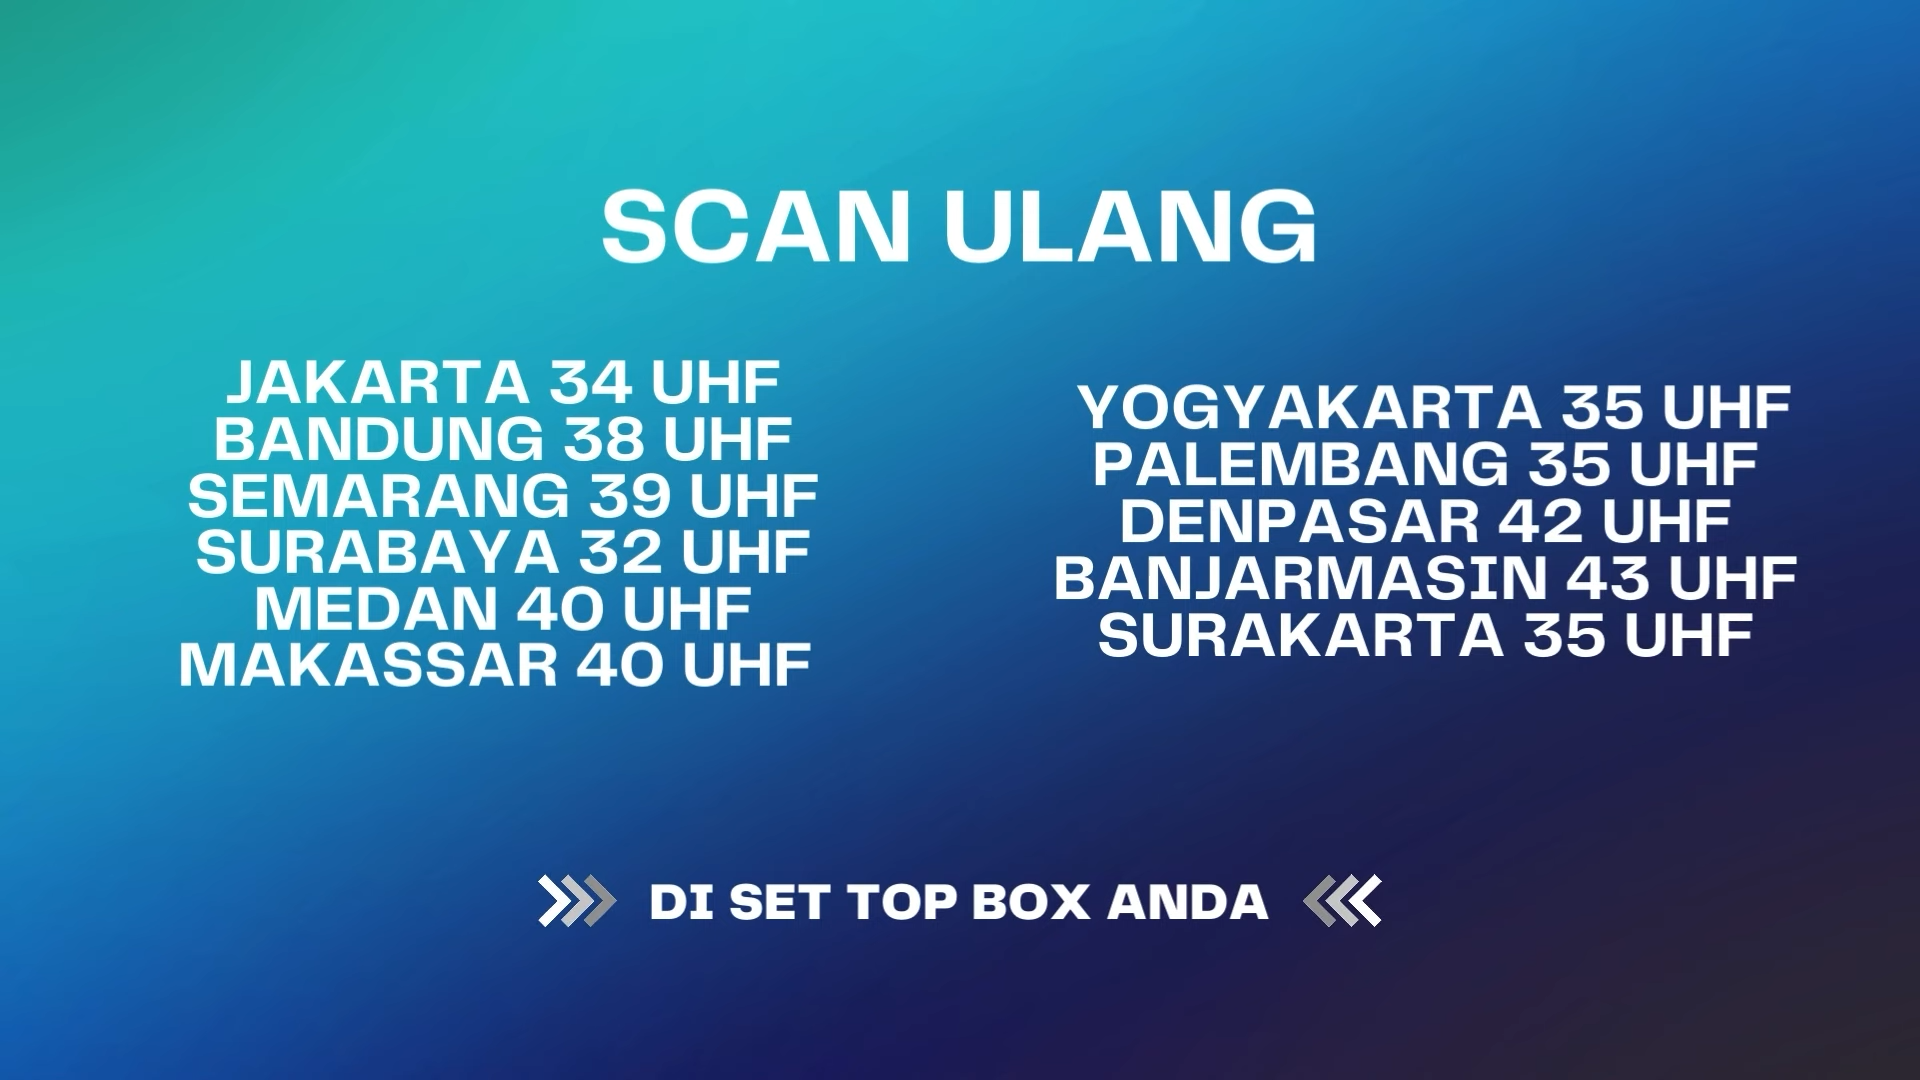 SCAN ULANG
JAKARTA 34 UHF
BANDUNG 38 UHF
SEMARANG 39 UHF
SURABAYA 32 UHF
MEDAN 40 UHF
MAKASSAR 40 UHF
YOGYAKARTA 35 UHF
PALEMBANG 35 UHF
DENPASAR 42 UHF
BANJARMASIN 43 UHF
SURAKARTA 35 UHF
DI SET TOP BOX ANDA